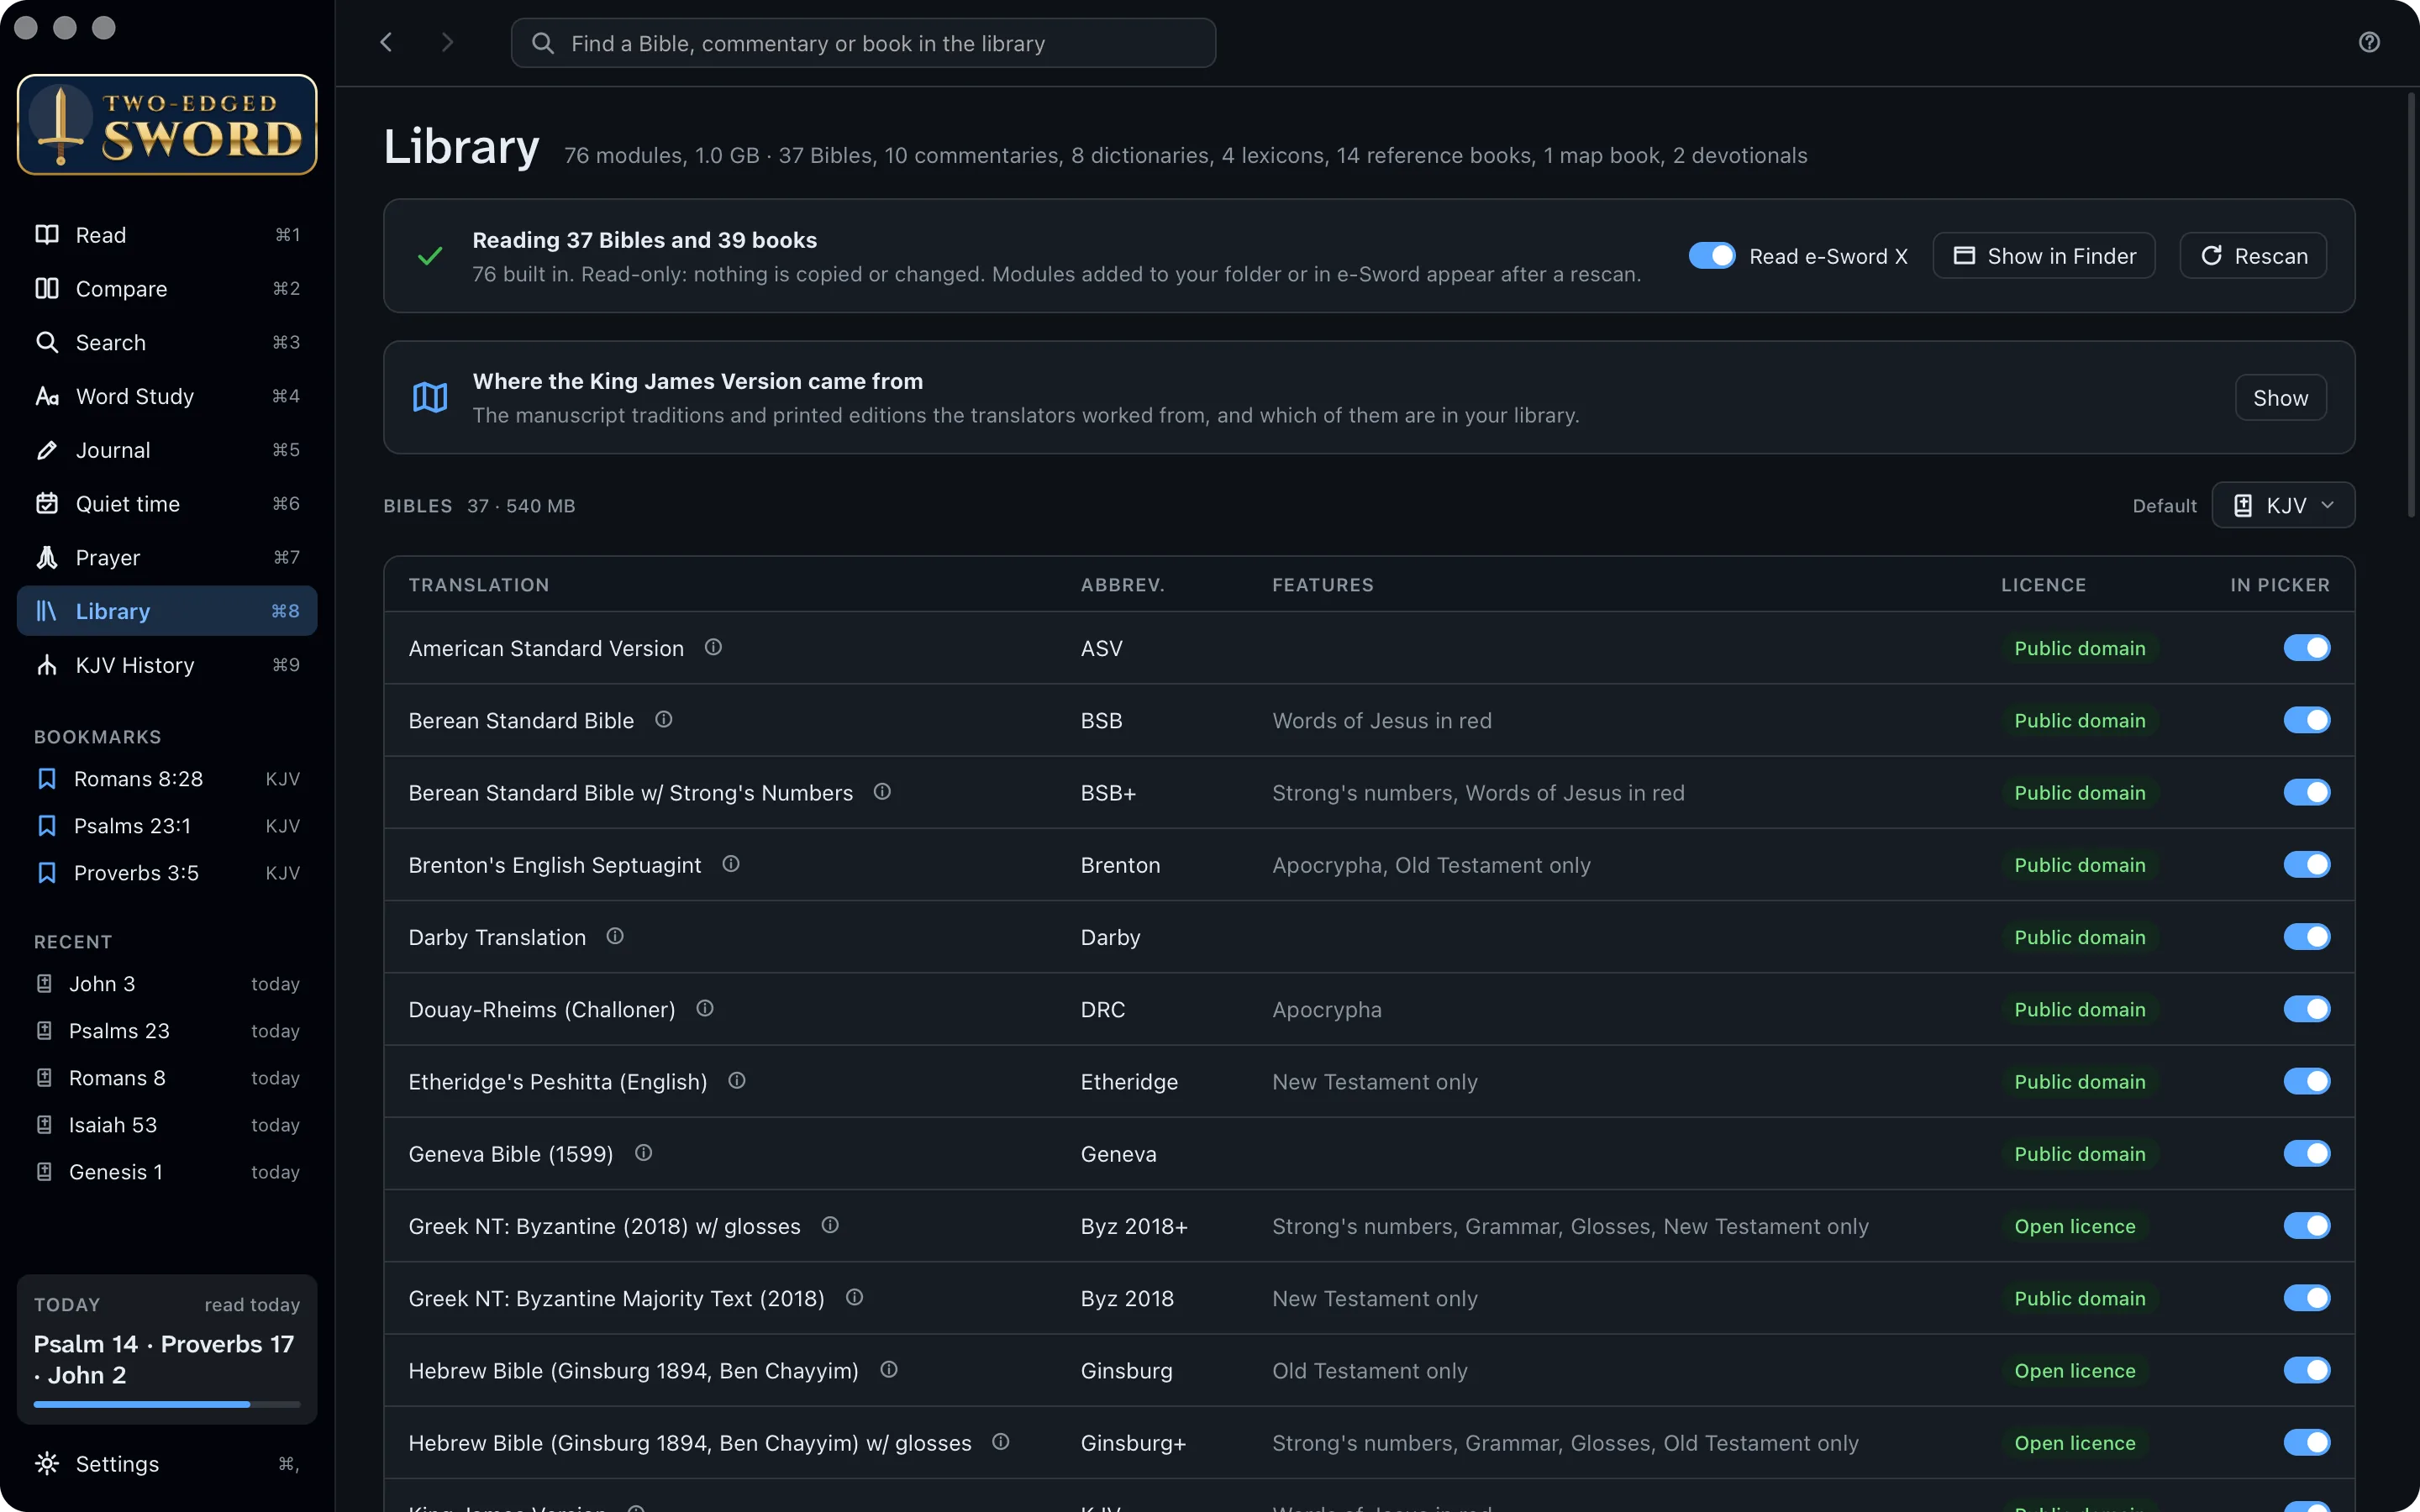 TWO-EDGED
SWORD
Read ⌘1
Compare ⌘2
Search ⌘3
Word Study ⌘4
Journal ⌘5
Quiet time ⌘6
Prayer ⌘7
Library ⌘8
KJV History ⌘9
BOOKMARKS
Romans 8:28 KJV
Psalms 23:1 KJV
Proverbs 3:5 KJV
RECENT
John 3 today
Psalms 23 today
Romans 8 today
Isaiah 53 today
Genesis 1 today
TODAY read today
Psalm 14 · Proverbs 17
· John 2
Settings ⌘,
Find a Bible, commentary or book in the library
Library 76 modules, 1.0 GB · 37 Bibles, 10 commentaries, 8 dictionaries, 4 lexicons, 14 reference books, 1 map book, 2 devotionals
Reading 37 Bibles and 39 books
76 built in. Read-only: nothing is copied or changed. Modules added to your folder or in e-Sword appear after a rescan.
Read e-Sword X Show in Finder Rescan
Where the King James Version came from
The manuscript traditions and printed editions the translators worked from, and which of them are in your library.
Show
BIBLES 37 · 540 MB Default KJV
TRANSLATION ABBREV. FEATURES LICENCE IN PICKER
American Standard Version ASV Public domain
Berean Standard Bible BSB Words of Jesus in red Public domain
Berean Standard Bible w/ Strong's Numbers BSB+ Strong's numbers, Words of Jesus in red Public domain
Brenton's English Septuagint Brenton Apocrypha, Old Testament only Public domain
Darby Translation Darby Public domain
Douay-Rheims (Challoner) DRC Apocrypha Public domain
Etheridge's Peshitta (English) Etheridge New Testament only Public domain
Geneva Bible (1599) Geneva Public domain
Greek NT: Byzantine (2018) w/ glosses Byz 2018+ Strong's numbers, Grammar, Glosses, New Testament only Open licence
Greek NT: Byzantine Majority Text (2018) Byz 2018 New Testament only Public domain
Hebrew Bible (Ginsburg 1894, Ben Chayyim) Ginsburg Old Testament only Open licence
Hebrew Bible (Ginsburg 1894, Ben Chayyim) w/ glosses Ginsburg+ Strong's numbers, Grammar, Glosses, Old Testament only Open licence
King James Version KJV Words of Jesus in red Public domain